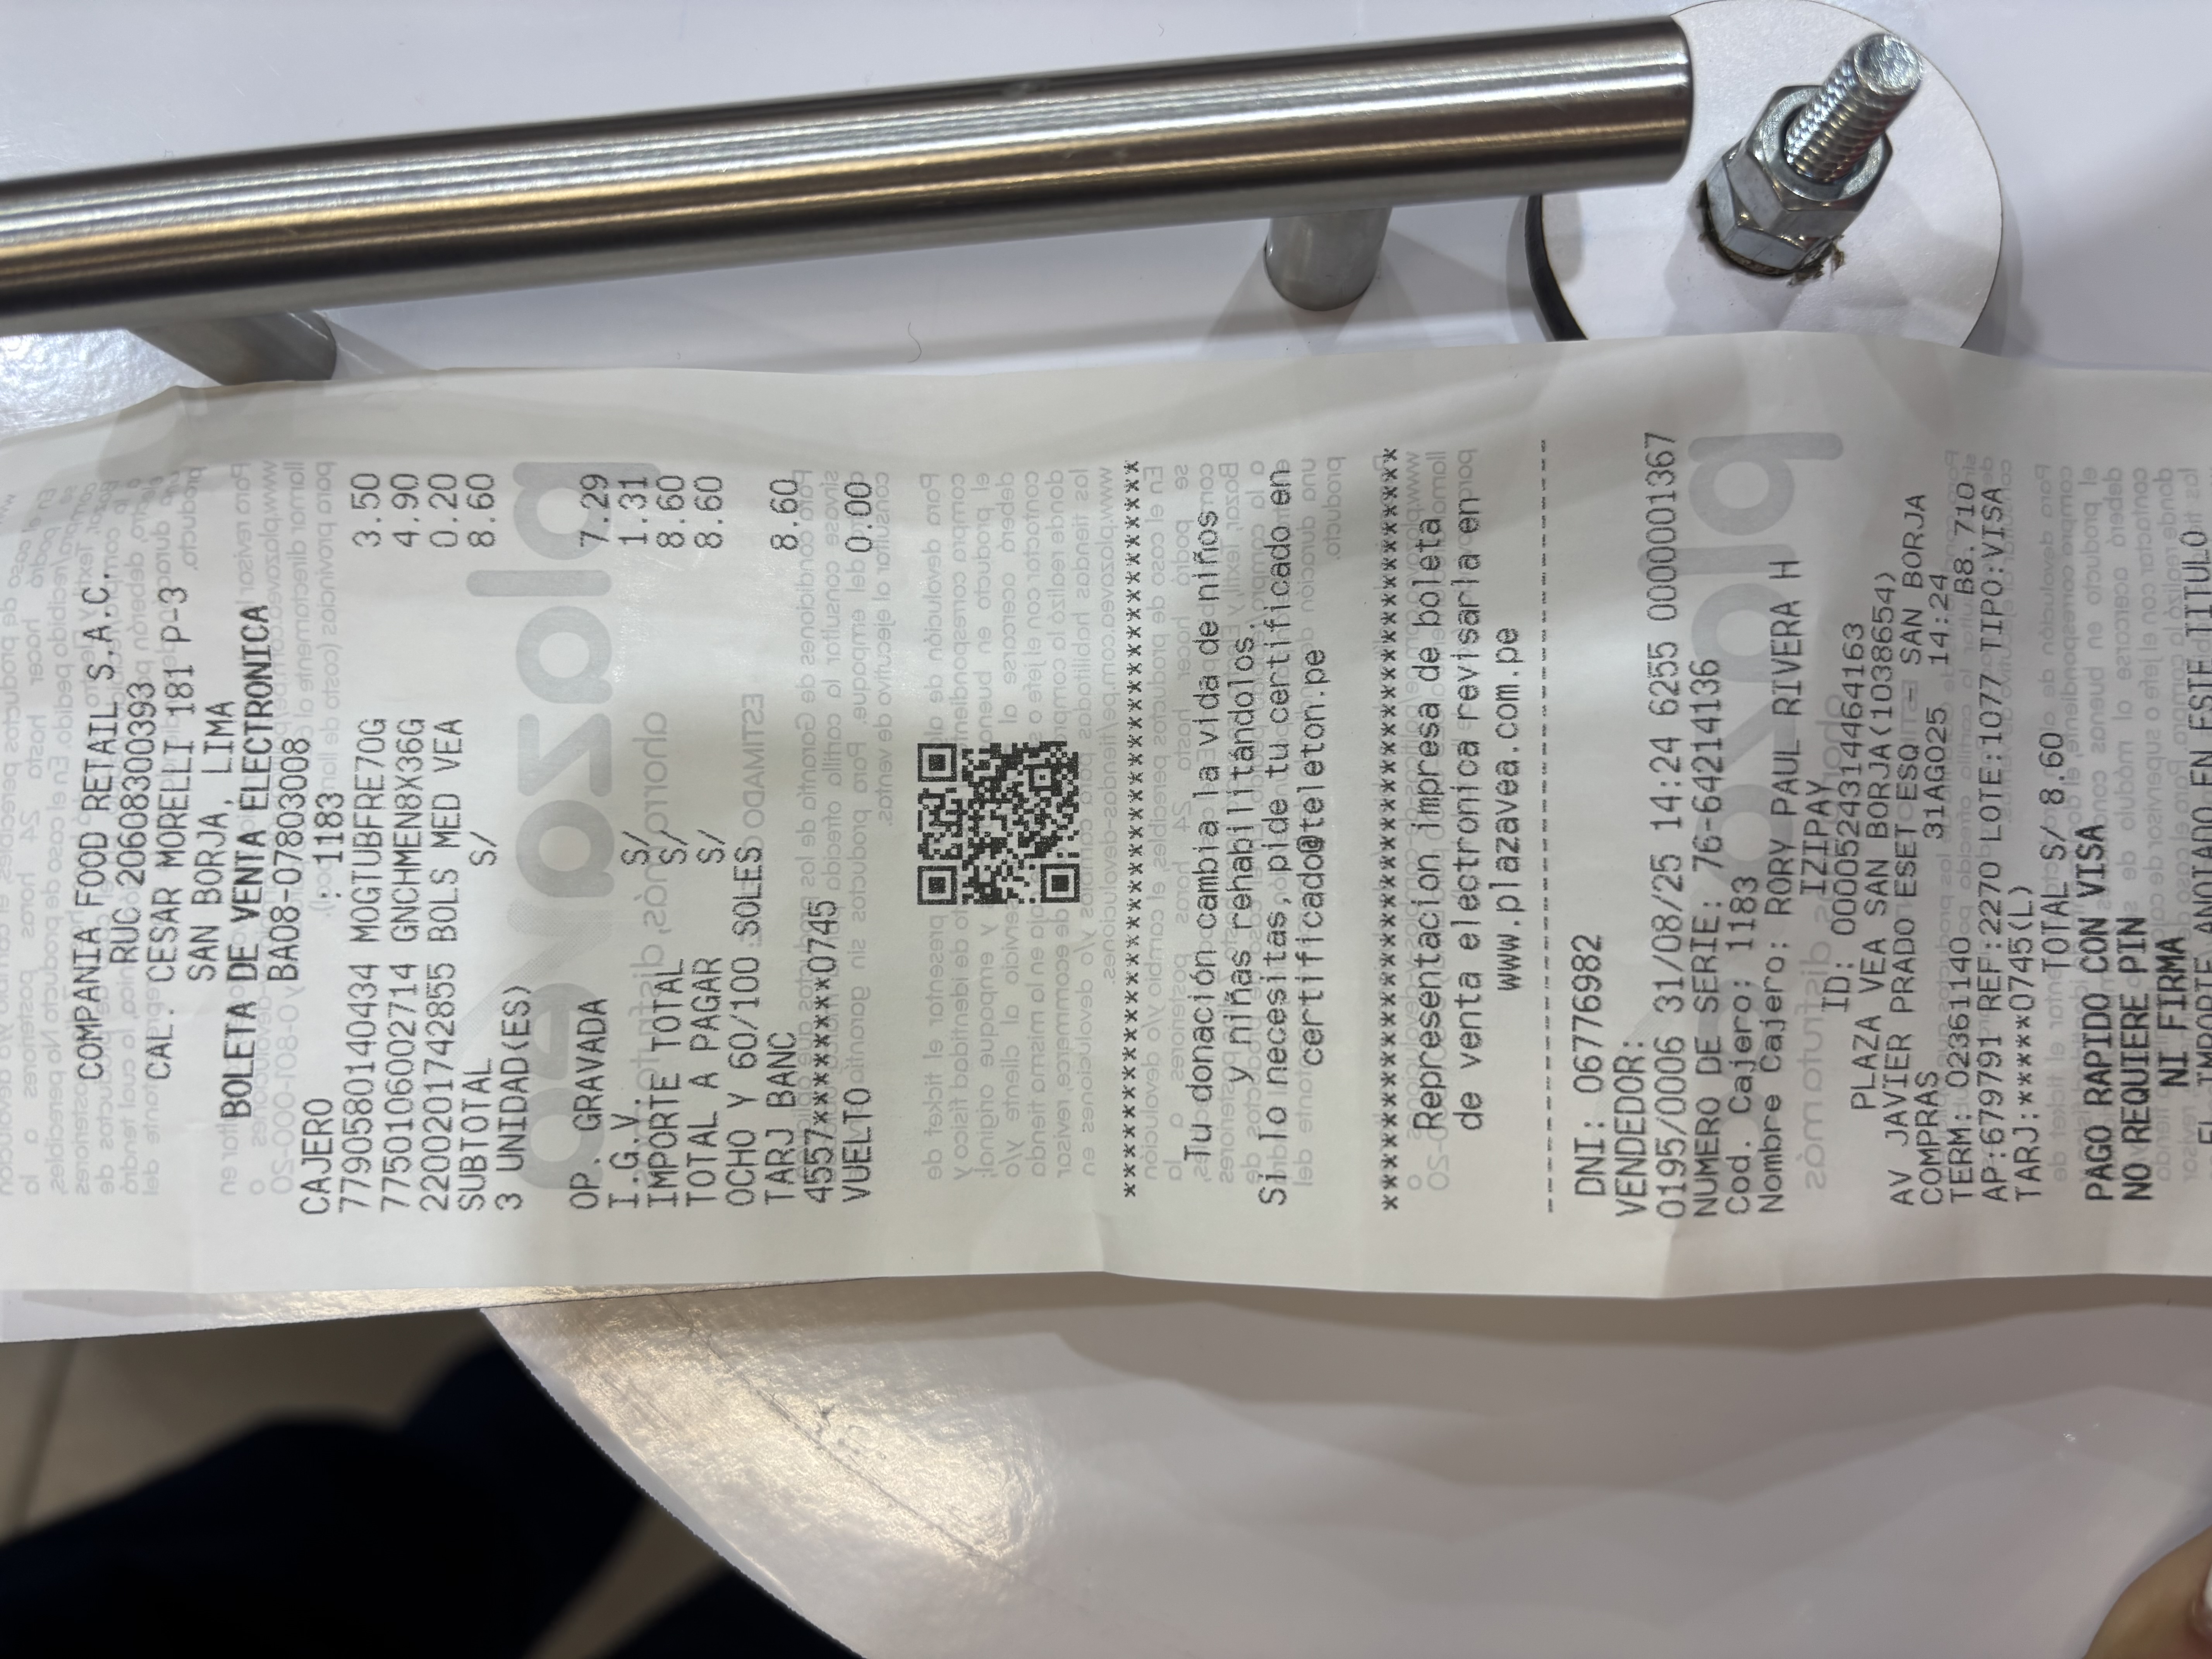 COMPANIA FOOD RETAIL S.A.C.
RUC 20608300393
CAL. CESAR MORELLI 181 P-3
SAN BORJA, LIMA
BOLETA DE VENTA ELECTRONICA
BA08-07803008
CAJERO : 1183
7790580140434 MOGTUBFRE70G 3.50
7750106002714 GNCHMEN8X36G 4.90
2200201742855 BOLS MED VEA 0.20
SUBTOTAL S/ 8.60
3 UNIDAD(ES)
OP. GRAVADA 7.29
I.G.V. S/ 1.31
IMPORTE TOTAL S/ 8.60
TOTAL A PAGAR S/ 8.60
OCHO Y 60/100 SOLES
TARJ BANC 8.60
4557********0745
VUELTO 0.00
**************************************
Tu donación cambia la vida de niños
y niñas rehabilitándolos.
Si lo necesitas, pide tu certificado en
certificado@teleton.pe
**************************************
Representacion impresa de boleta
de venta electronica revisarla en
www.plazavea.com.pe
DNI: 06776982
VENDEDOR:
0195/0006 31/08/25 14:24 6255 0000001367
NUMERO DE SERIE: 76-64214136
Cod. Cajero: 1183
Nombre Cajero: RORY PAUL RIVERA H
IZIPAY
ID: 0000524314464163
PLAZA VEA SAN BORJA(1038654)
AV JAVIER PRADO ESET ESQ - SAN BORJA
COMPRAS 31AGO25 14:24
TERM: 02361140 B8.710
AP:679791 REF:2270 LOTE:1077 TIPO:VISA
TARJ:*****0745(L)
TOTAL S/ 8.60
PAGO RAPIDO CON VISA
NO REQUIERE PIN
NI FIRMA
EL IMPORTE ANOTADO EN ESTE TITULO